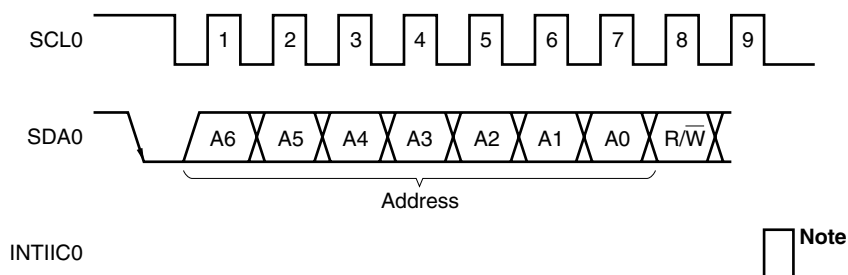 SCL0 1 2 3 4 5 6 7 8 9
SDA0 A6 A5 A4 A3 A2 A1 A0 R/W̅
Address
INTIIC0 Note